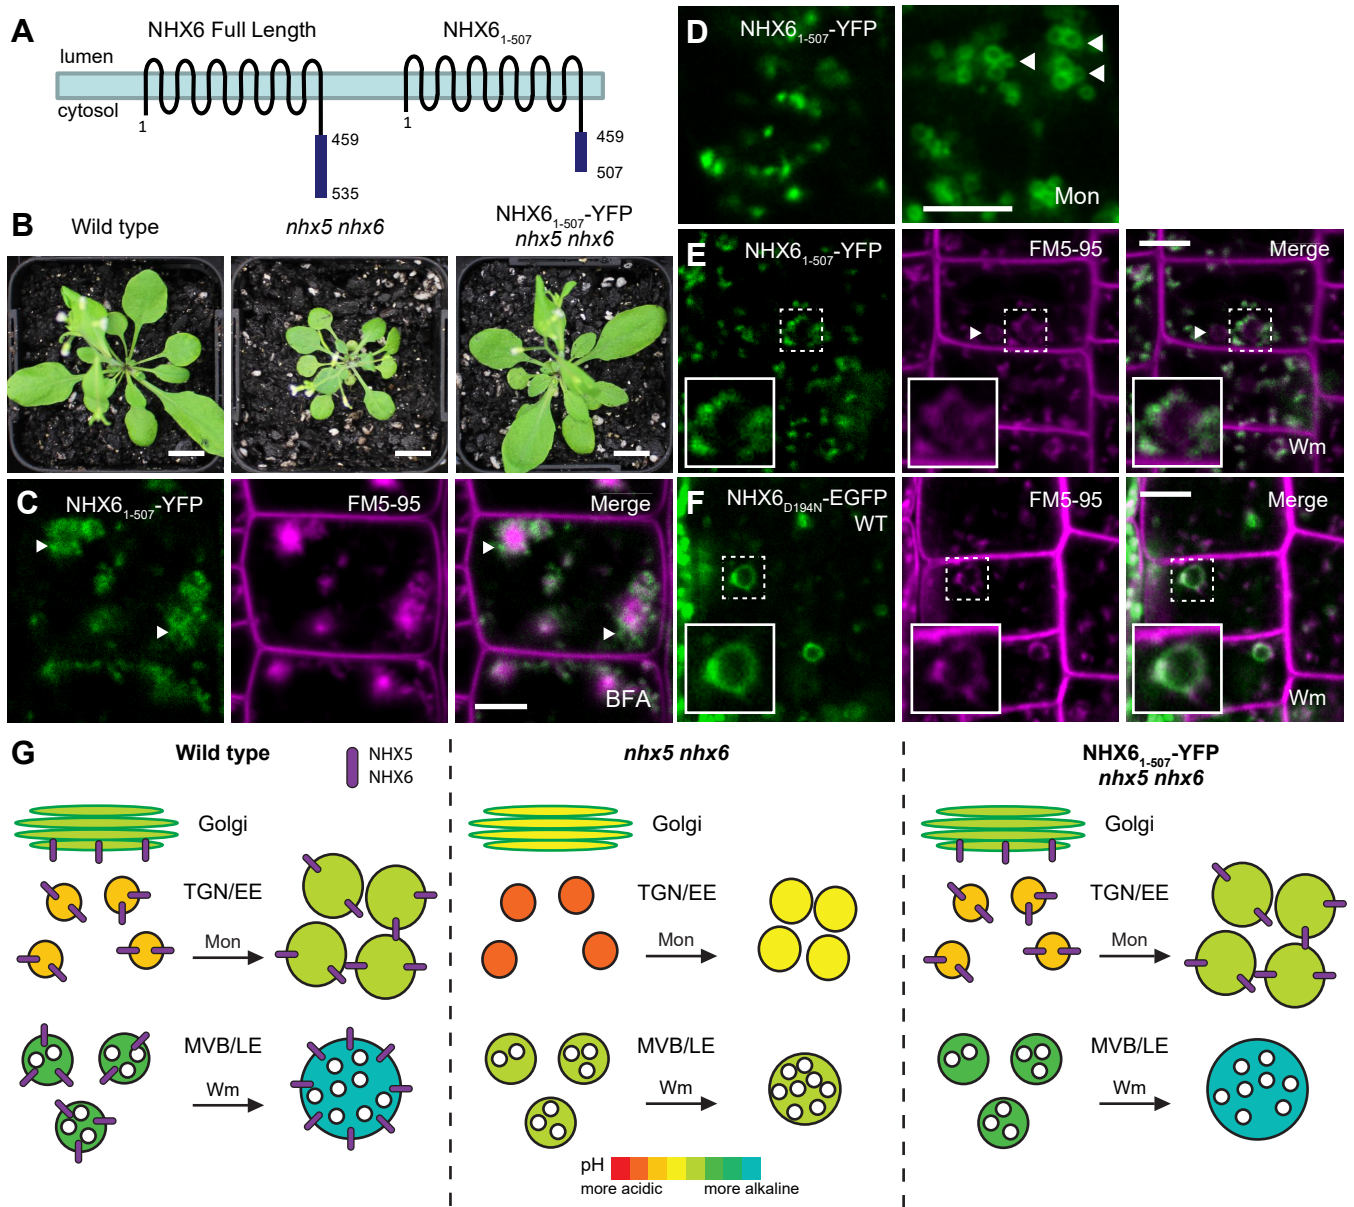 A
NHX6 Full Length
NHX61-507
lumen
cytosol
1
459
535
1
459
507
B
Wild type
nhx5 nhx6
NHX61-507-YFP
nhx5 nhx6
C
NHX61-507-YFP
FM5-95
Merge
BFA
D
NHX61-507-YFP
Mon
E
NHX61-507-YFP
FM5-95
Merge
Wm
F
NHX6D194N-EGFP
WT
FM5-95
Merge
Wm
G
Wild type
NHX5
NHX6
Golgi
TGN/EE
Mon
MVB/LE
Wm
nhx5 nhx6
Golgi
TGN/EE
Mon
MVB/LE
Wm
pH
more acidic
more alkaline
NHX61-507-YFP
nhx5 nhx6
Golgi
TGN/EE
Mon
MVB/LE
Wm